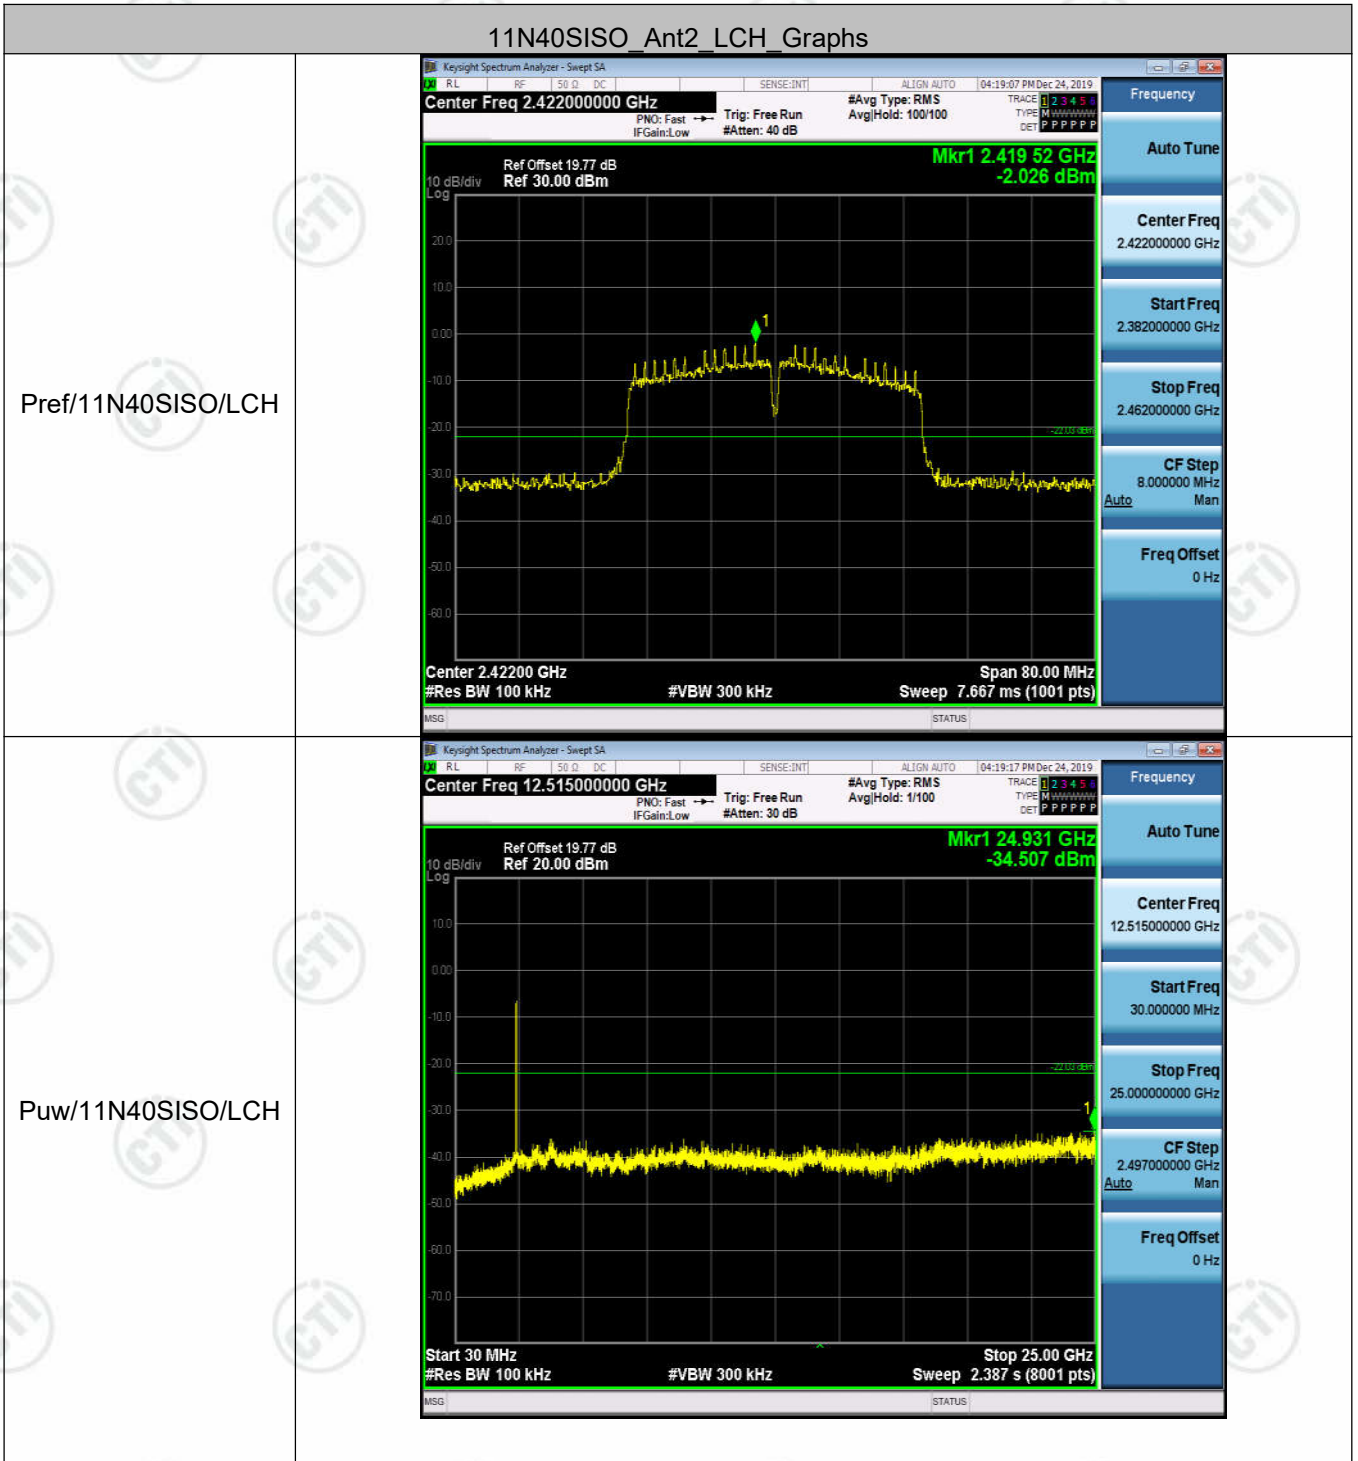 11N40SISO_Ant2_LCH_Graphs
Pref/11N40SISO/LCH
Keysight Spectrum Analyzer - Swept SA
RL RF 50 Ω DC SENSE:INT ALIGN AUTO 04:19:07 PM Dec 24, 2019
Center Freq 2.422000000 GHz
PNO: Fast
IFGain:Low
Trig: Free Run
#Atten: 40 dB
#Avg Type: RMS
Avg|Hold: 100/100
TRACE 1 2 3 4 5 6
TYPE M WWWWW
DET P P P P P P
Ref Offset 19.77 dB
10 dB/div Ref 30.00 dBm
Log
Mkr1 2.419 52 GHz
-2.026 dBm
20.0
10.0
0.00
-10.0
-20.0
-30.0
-40.0
-50.0
-60.0
1
-22.03 dBm
Center 2.42200 GHz Span 80.00 MHz
#Res BW 100 kHz #VBW 300 kHz Sweep 7.667 ms (1001 pts)
MSG STATUS
Frequency
Auto Tune
Center Freq
2.422000000 GHz
Start Freq
2.382000000 GHz
Stop Freq
2.462000000 GHz
CF Step
8.000000 MHz
Auto Man
Freq Offset
0 Hz
Puw/11N40SISO/LCH
Keysight Spectrum Analyzer - Swept SA
RL RF 50 Ω DC SENSE:INT ALIGN AUTO 04:19:17 PM Dec 24, 2019
Center Freq 12.515000000 GHz
PNO: Fast
IFGain:Low
Trig: Free Run
#Atten: 30 dB
#Avg Type: RMS
Avg|Hold: 1/100
TRACE 1 2 3 4 5 6
TYPE M WWWWW
DET P P P P P P
Ref Offset 19.77 dB
10 dB/div Ref 20.00 dBm
Log
Mkr1 24.931 GHz
-34.507 dBm
10.0
0.00
-10.0
-20.0
-30.0
-40.0
-50.0
-60.0
-70.0
-22.03 dBm
1
Start 30 MHz Stop 25.00 GHz
#Res BW 100 kHz #VBW 300 kHz Sweep 2.387 s (8001 pts)
MSG STATUS
Frequency
Auto Tune
Center Freq
12.515000000 GHz
Start Freq
30.000000 MHz
Stop Freq
25.000000000 GHz
CF Step
2.497000000 GHz
Auto Man
Freq Offset
0 Hz
CTI